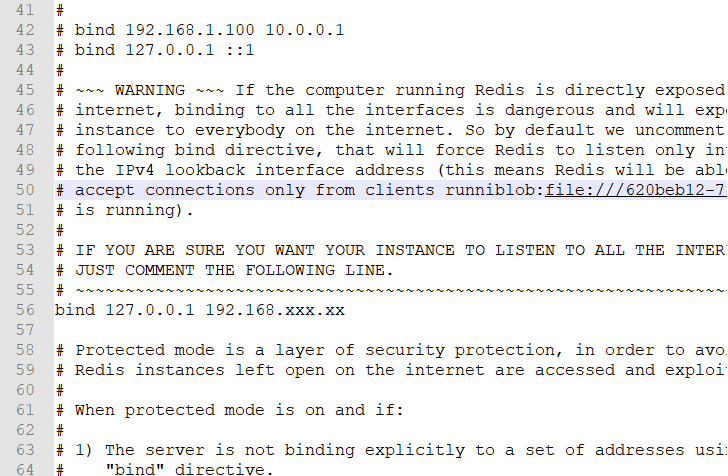 41 #
42 # bind 192.168.1.100 10.0.0.1
43 # bind 127.0.0.1 ::1
44 #
45 # ~~~ WARNING ~~~ If the computer running Redis is directly exposed
46 # internet, binding to all the interfaces is dangerous and will exp
47 # instance to everybody on the internet. So by default we uncomment
48 # following bind directive, that will force Redis to listen only in
49 # the IPv4 lookback interface address (this means Redis will be abl
50 # accept connections only from clients runniblob:file:///620beb12-7
51 # is running).
52 #
53 # IF YOU ARE SURE YOU WANT YOUR INSTANCE TO LISTEN TO ALL THE INTER
54 # JUST COMMENT THE FOLLOWING LINE.
55 # ~~~~~~~~~~~~~~~~~~~~~~~~~~~~~~~~~~~~~~~~~~~~~~~~~~~~~~~~~~~~~~~~~
56 bind 127.0.0.1 192.168.xxx.xx
57
58 # Protected mode is a layer of security protection, in order to avo
59 # Redis instances left open on the internet are accessed and exploi
60 #
61 # When protected mode is on and if:
62 #
63 # 1) The server is not binding explicitly to a set of addresses usi
64 #    "bind" directive.